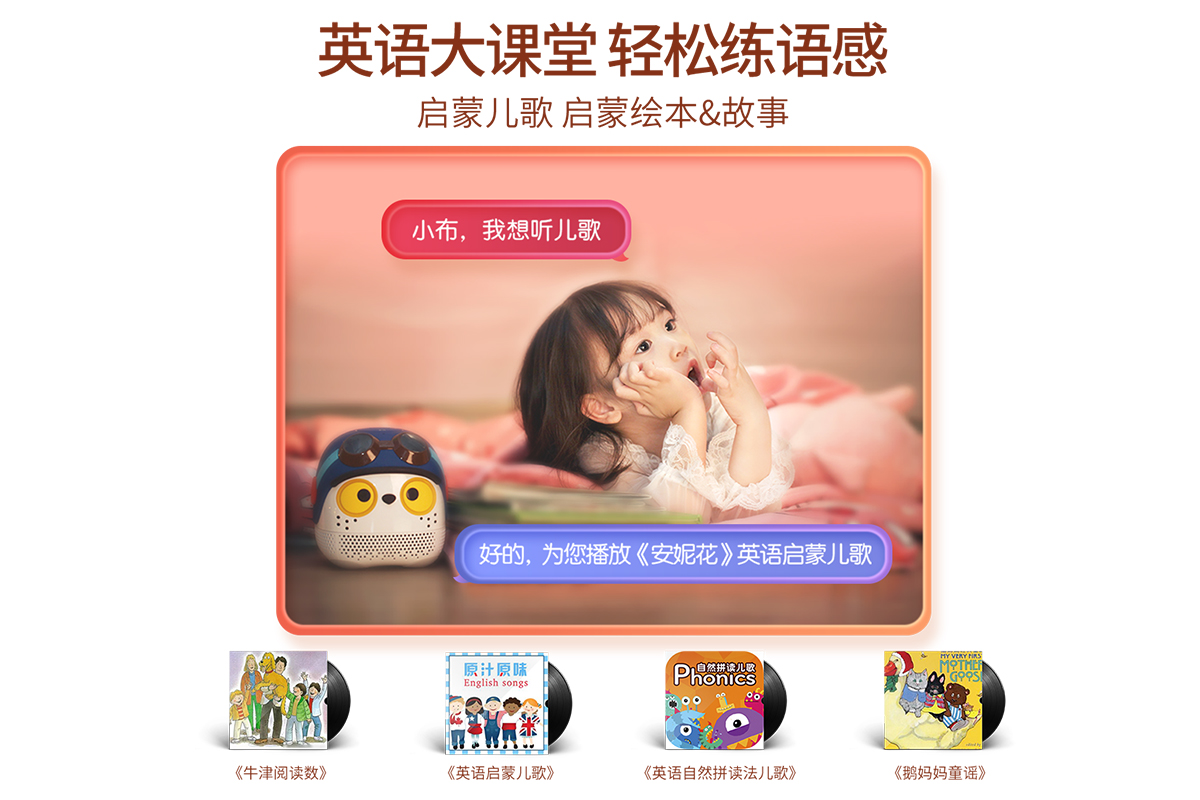 英语大课堂 轻松练语感
启蒙儿歌 启蒙绘本&故事
小布，我想听儿歌
好的，为您播放《安妮花》英语启蒙儿歌
原汁原味
English songs
自然拼读儿歌
Phonics
MY VERY FIRST
MOTHER
GOOSE
《牛津阅读数》
《英语启蒙儿歌》
《英语自然拼读法儿歌》
《鹅妈妈童谣》